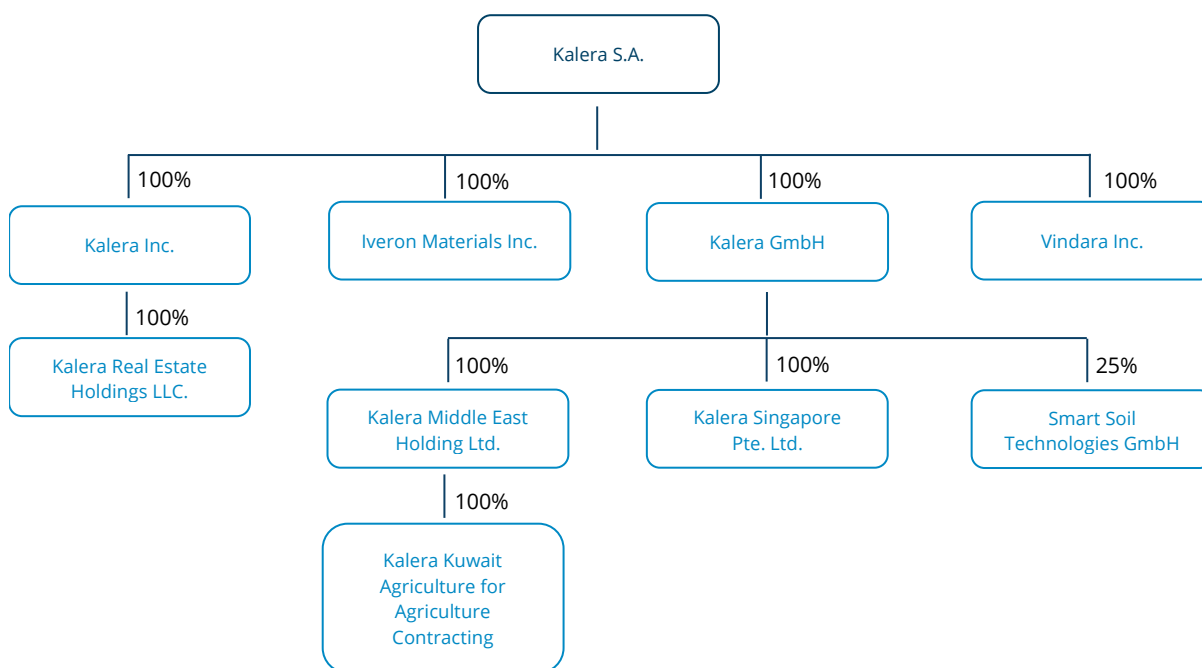 Kalera S.A.
100%
100%
100%
100%
Kalera Inc.
Iveron Materials Inc.
Kalera GmbH
Vindara Inc.
100%
100%
100%
25%
Kalera Real Estate
Holdings LLC.
Kalera Middle East
Holding Ltd.
Kalera Singapore
Pte. Ltd.
Smart Soil
Technologies GmbH
100%
Kalera Kuwait
Agriculture for
Agriculture
Contracting